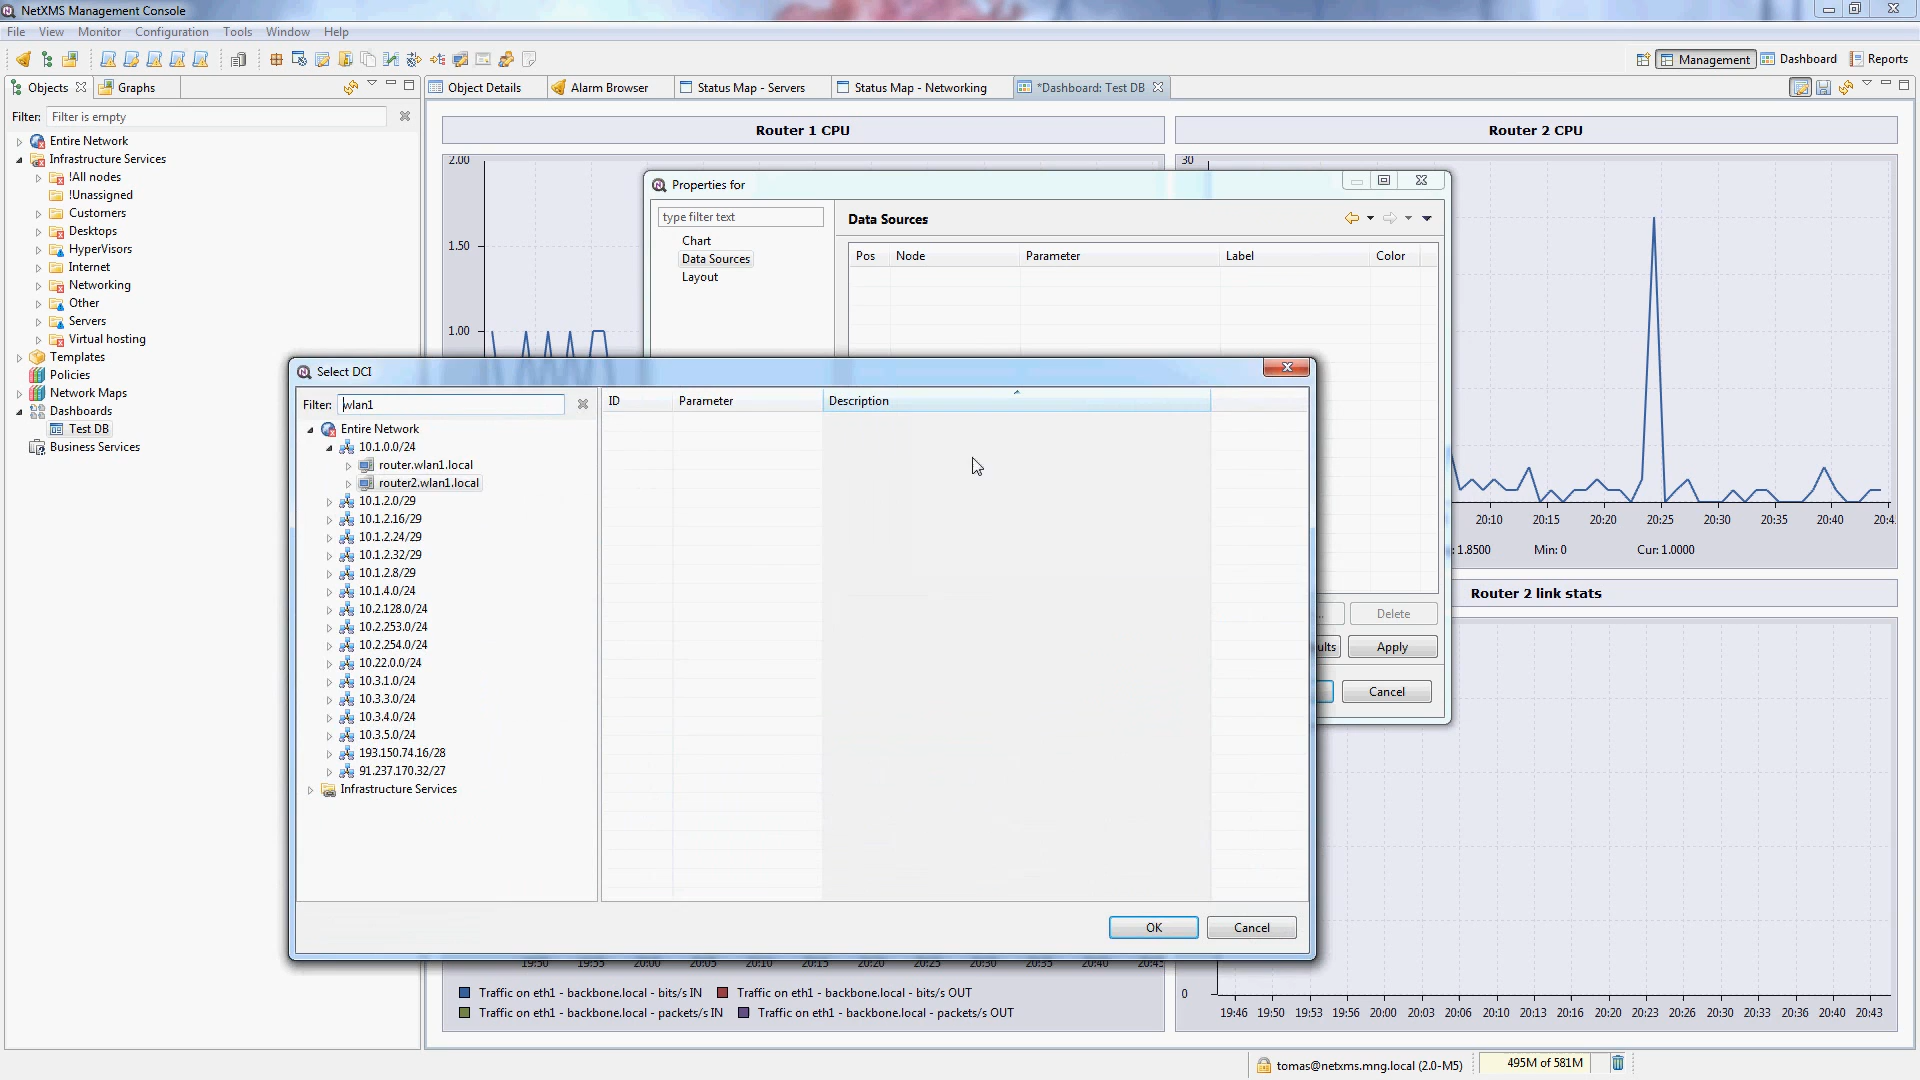 NetXMS Management Console
File View Monitor Configuration Tools Window Help
Management Dashboard Reports
Objects Graphs
Object Details Alarm Browser Status Map - Servers Status Map - Networking *Dashboard: Test DB
Filter: Filter is empty
Entire Network
Infrastructure Services
!All nodes
!Unassigned
Customers
Desktops
HyperVisors
Internet
Networking
Other
Servers
Virtual hosting
Templates
Policies
Network Maps
Dashboards
Test DB
Business Services
Router 1 CPU
2.00
1.50
1.00
Router 2 CPU
30
20:10 20:15 20:20 20:25 20:30 20:35 20:40
: 1.8500 Min: 0 Cur: 1.0000
Router 2 link stats
Properties for
type filter text
Chart
Data Sources
Layout
Data Sources
Pos Node Parameter Label Color
Delete
ults Apply
Cancel
Select DCI
Filter: wlan1
Entire Network
10.1.0.0/24
router.wlan1.local
router2.wlan1.local
10.1.2.0/29
10.1.2.16/29
10.1.2.24/29
10.1.2.32/29
10.1.2.8/29
10.1.4.0/24
10.2.128.0/24
10.2.253.0/24
10.2.254.0/24
10.22.0.0/24
10.3.1.0/24
10.3.3.0/24
10.3.4.0/24
10.3.5.0/24
193.150.74.16/28
91.237.170.32/27
Infrastructure Services
ID Parameter Description
OK Cancel
19:50 19:55 20:00 20:05 20:10 20:15 20:20 20:25 20:30 20:35 20:40
Traffic on eth1 - backbone.local - bits/s IN Traffic on eth1 - backbone.local - bits/s OUT
Traffic on eth1 - backbone.local - packets/s IN Traffic on eth1 - backbone.local - packets/s OUT
0
19:46 19:50 19:53 19:56 20:00 20:03 20:06 20:10 20:13 20:16 20:20 20:23 20:26 20:30 20:33 20:36 20:40 20:43
tomas@netxms.mng.local (2.0-M5) 495M of 581M